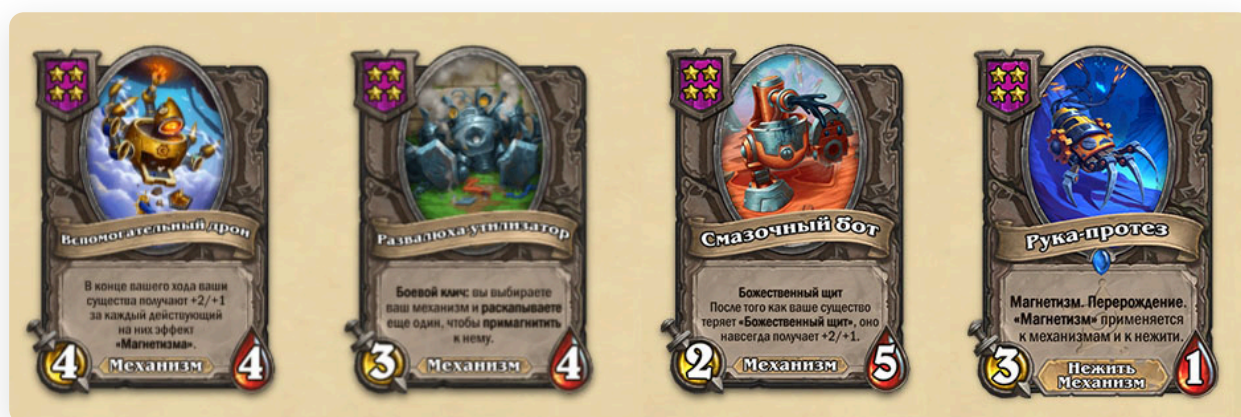 Вспомогательный дрон
В конце вашего хода ваши
существа получают +2/+1
за каждый действующий
на них эффект
«Магнетизма».
4
Механизм
4
Развалюха-утилизатор
Боевой клич: вы выбираете
ваш механизм и раскапываете
еще один, чтобы примагнитить
к нему.
3
Механизм
4
Смазочный бот
Божественный щит
После того как ваше существо
теряет «Божественный щит», оно
навсегда получает +2/+1.
2
Механизм
5
Рука-протез
Магнетизм. Перерождение.
«Магнетизм» применяется
к механизмам и к нежити.
3
Нежить
Механизм
1